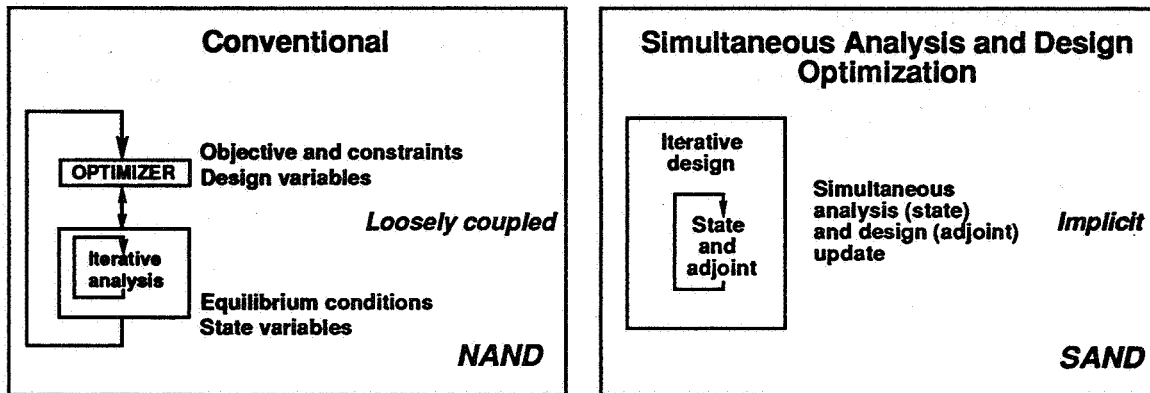 Conventional
OPTIMIZER
Objective and constraints
Design variables
Loosely coupled
Iterative
analysis
Equilibrium conditions
State variables
NAND
Simultaneous Analysis and Design
Optimization
Iterative
design
State
and
adjoint
Simultaneous
analysis (state)
and design (adjoint)
update
Implicit
SAND